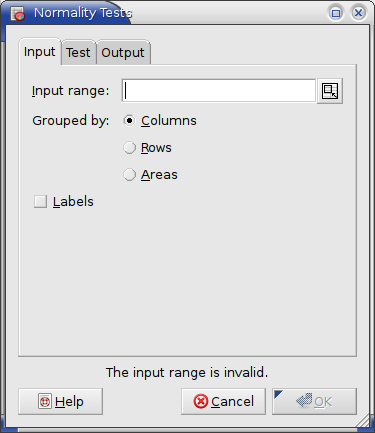 Normality Tests
Input Test Output
Input range:
Grouped by: Columns
Rows
Areas
Labels
The input range is invalid.
Help Cancel OK